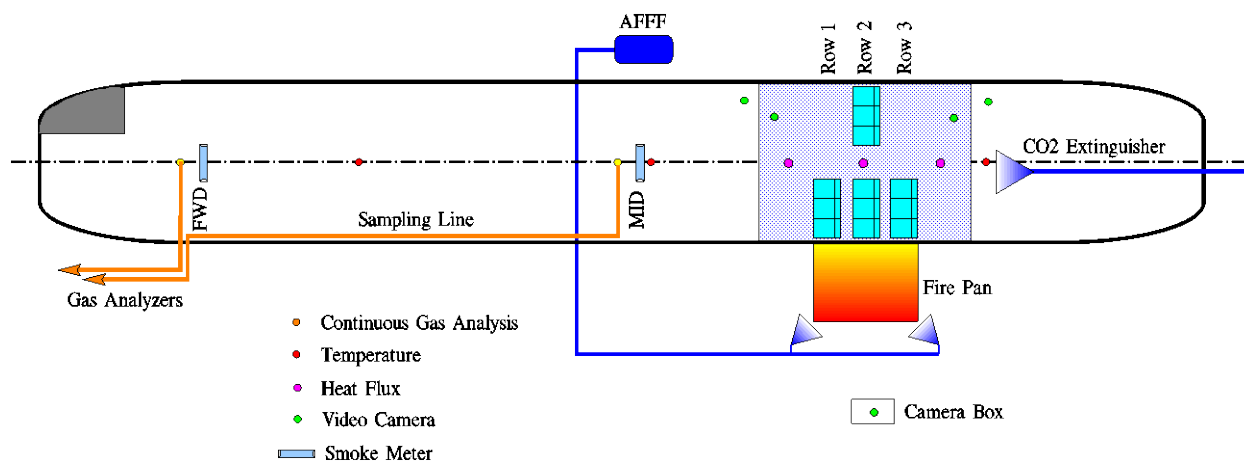 AFFF
Row 1
Row 2
Row 3
CO2 Extinguisher
FWD
MID
Sampling Line
Gas Analyzers
Fire Pan
Continuous Gas Analysis
Temperature
Heat Flux
Video Camera
Camera Box
Smoke Meter